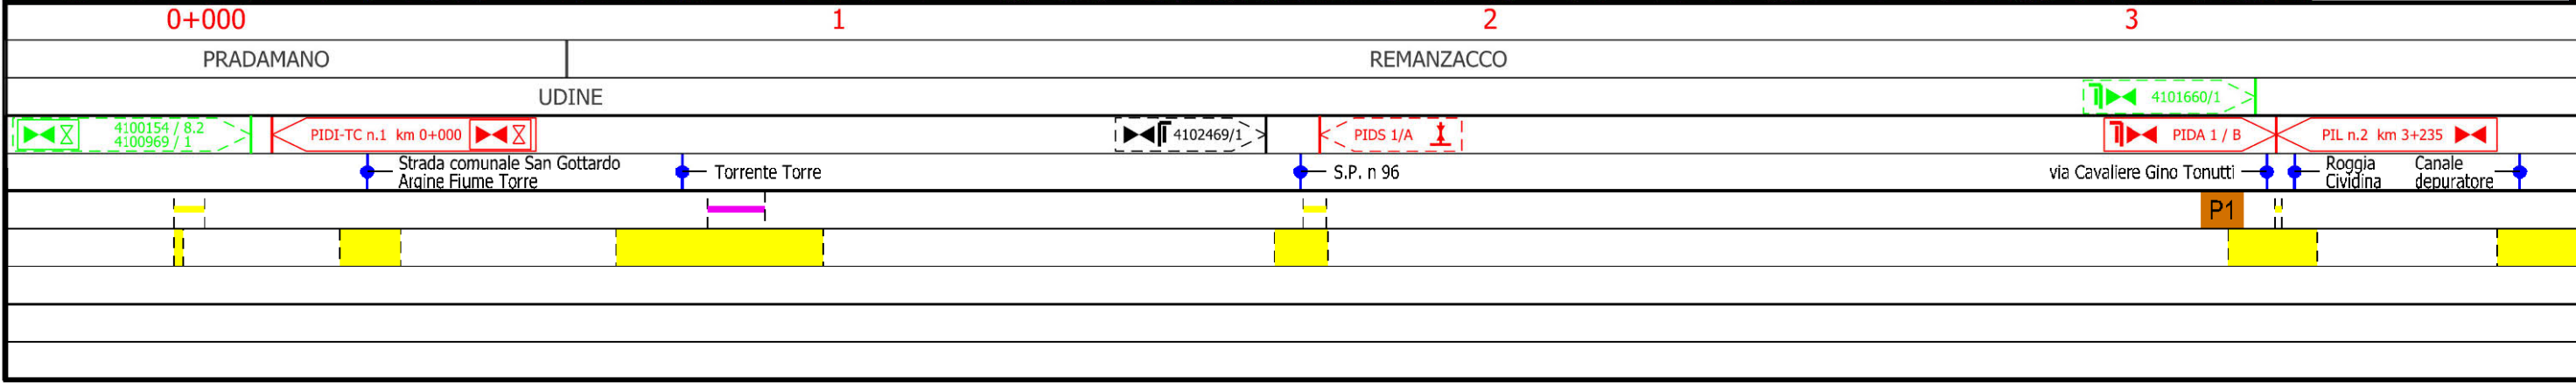 0+000 1 2 3
PRADAMANO REMANZACCO
UDINE
4101660/1
4100154 / 8.2
4100969 / 1
PIDI-TC n.1 km 0+000
4102469/1
PIDS 1/A
PIDA 1 / B
PIL n.2 km 3+235
Strada comunale San Gottardo
Argine Fiume Torre
Torrente Torre
S.P. n 96
via Cavaliere Gino Tonutti
Roggia
Cividina
Canale
depuratore
P1